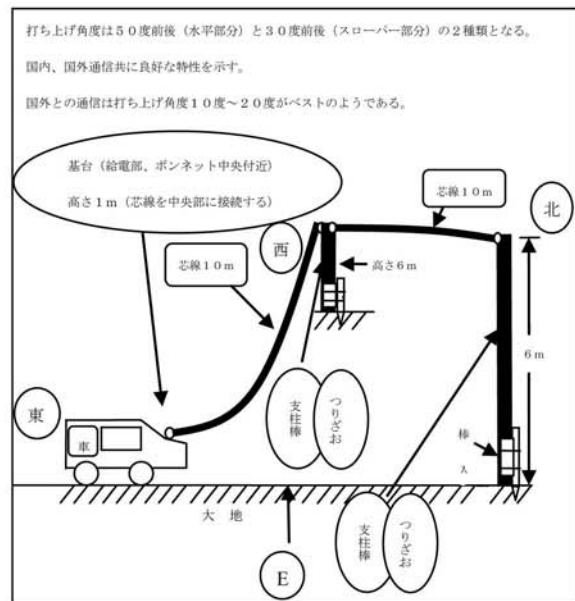 打ち上げ角度は５０度前後（水平部分）と３０度前後（スローパー部分）の２種類となる。
国内、国外通信共に良好な特性を示す。
国外との通信は打ち上げ角度１０度～２０度がベストのようである。
基台（給電部、ボンネット中央付近）
高さ１ｍ（芯線を中央部に接続する）
芯線１０ｍ
北
西
芯線１０ｍ
高さ６ｍ
６ｍ
東
支柱棒
つりざお
棒
入
車
大　地
支柱棒
つりざお
E